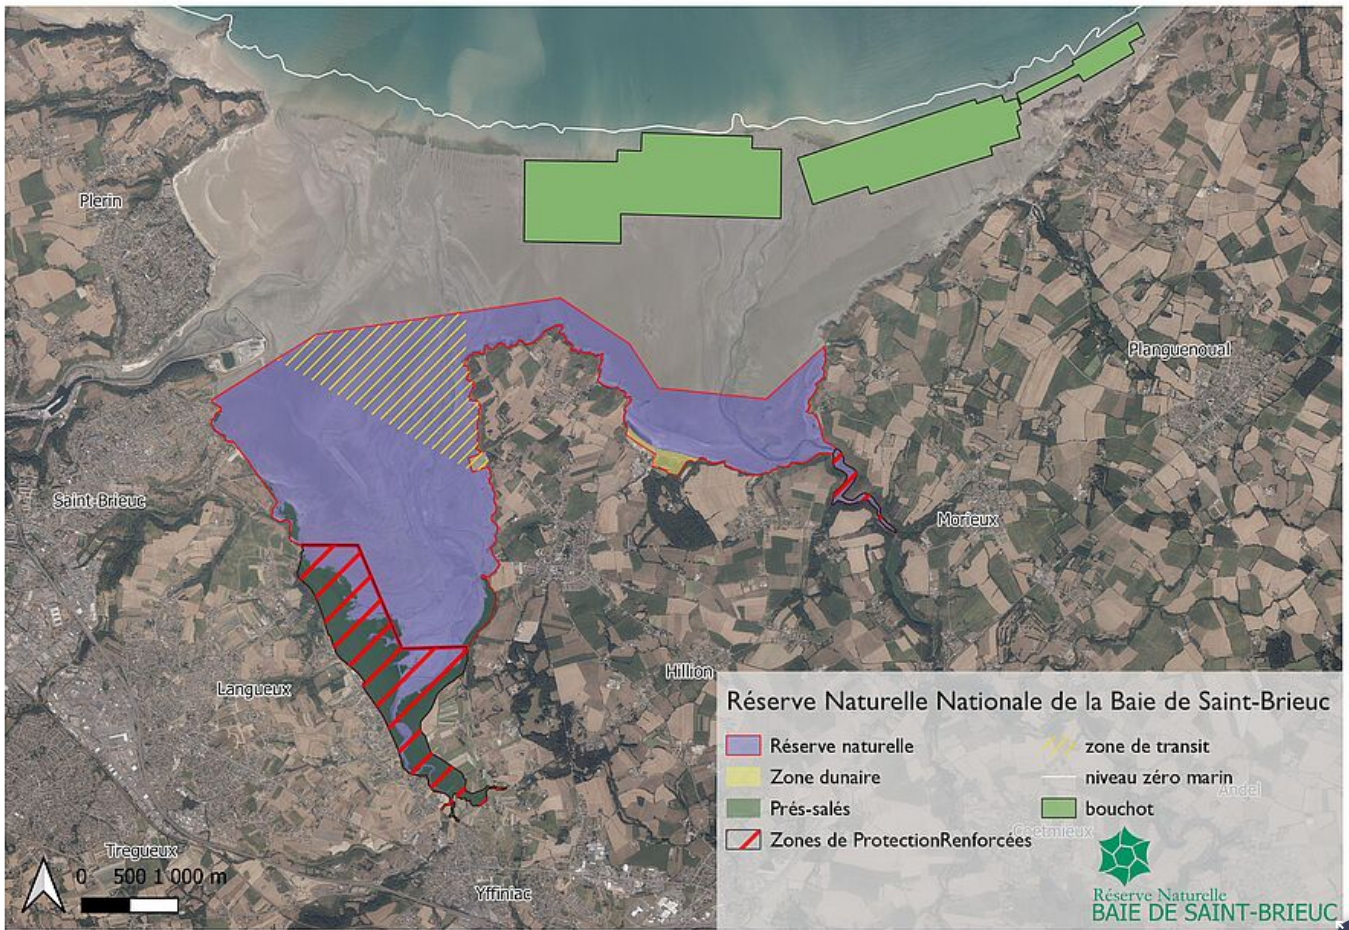 Plerin
Planguenoual
Saint-Brieuc
Morieux
Hillion
Langueux
Réserve Naturelle Nationale de la Baie de Saint-Brieuc
Réserve naturelle
zone de transit
Zone dunaire
niveau zéro marin
Andel
Prés-salés
bouchot
Coetmieux
Zones de ProtectionRenforcées
Tregueux
0 500 1 000 m
Yffiniac
Réserve Naturelle
BAIE DE SAINT-BRIEUC